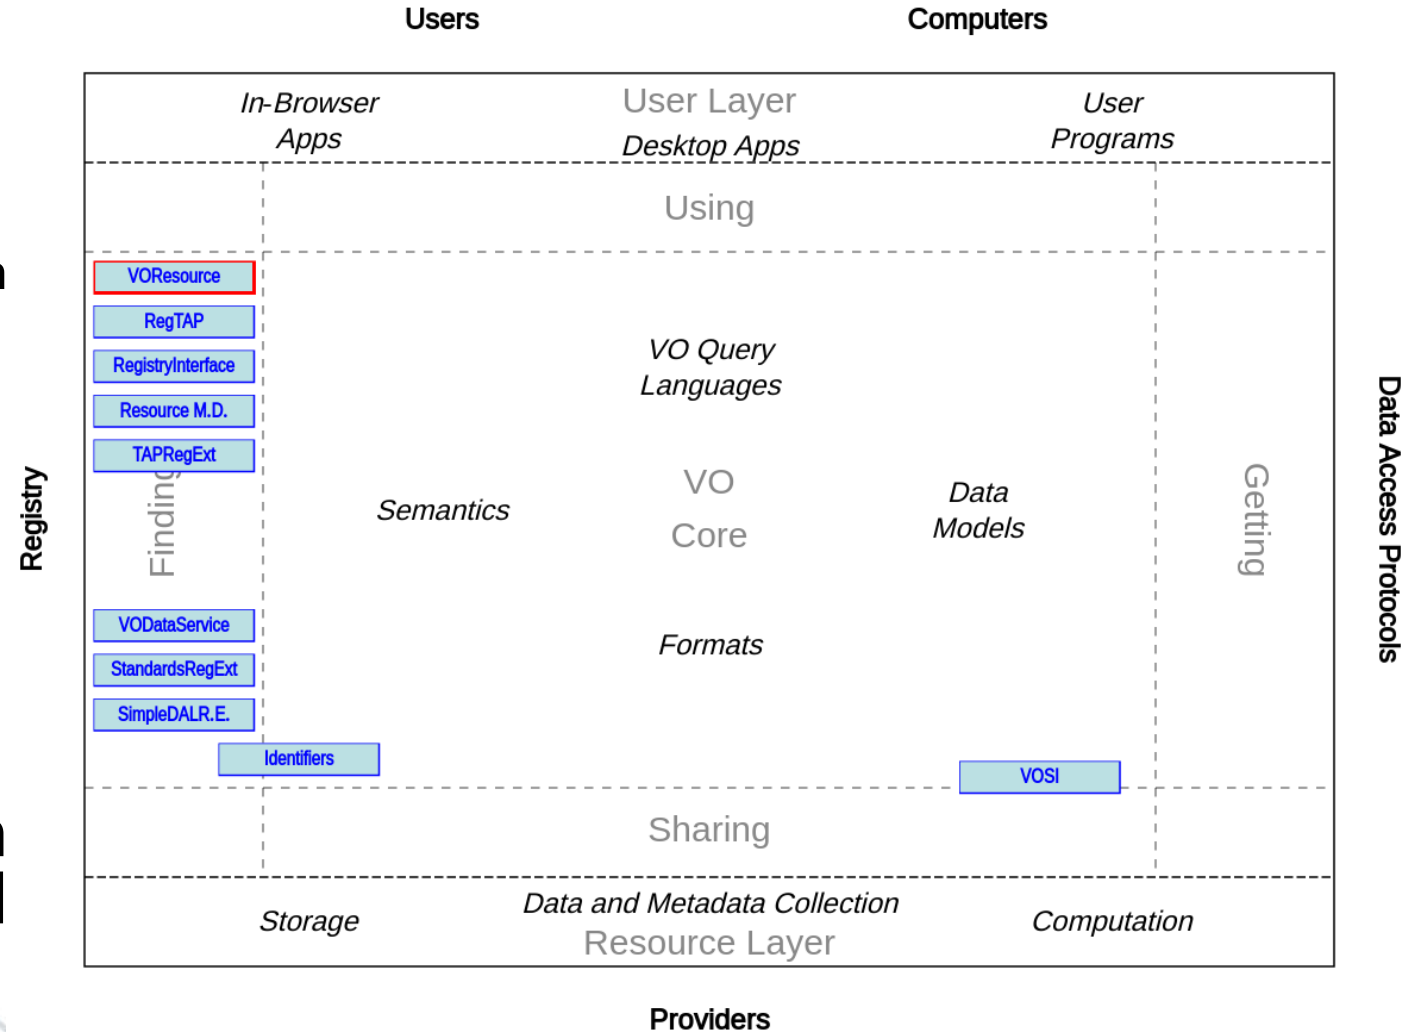 Users
Computers
In-Browser
Apps
User Layer
Desktop Apps
User
Programs
Using
VOResource
RegTAP
RegistryInterface
Resource M.D.
TAPRegExt
Finding
Registry
VODataService
StandardsRegExt
SimpleDALR.E.
Identifiers
VO Query
Languages
Semantics
VO
Core
Data
Models
Formats
VOSI
Getting
Data Access Protocols
Sharing
Storage
Data and Metadata Collection
Resource Layer
Computation
Providers